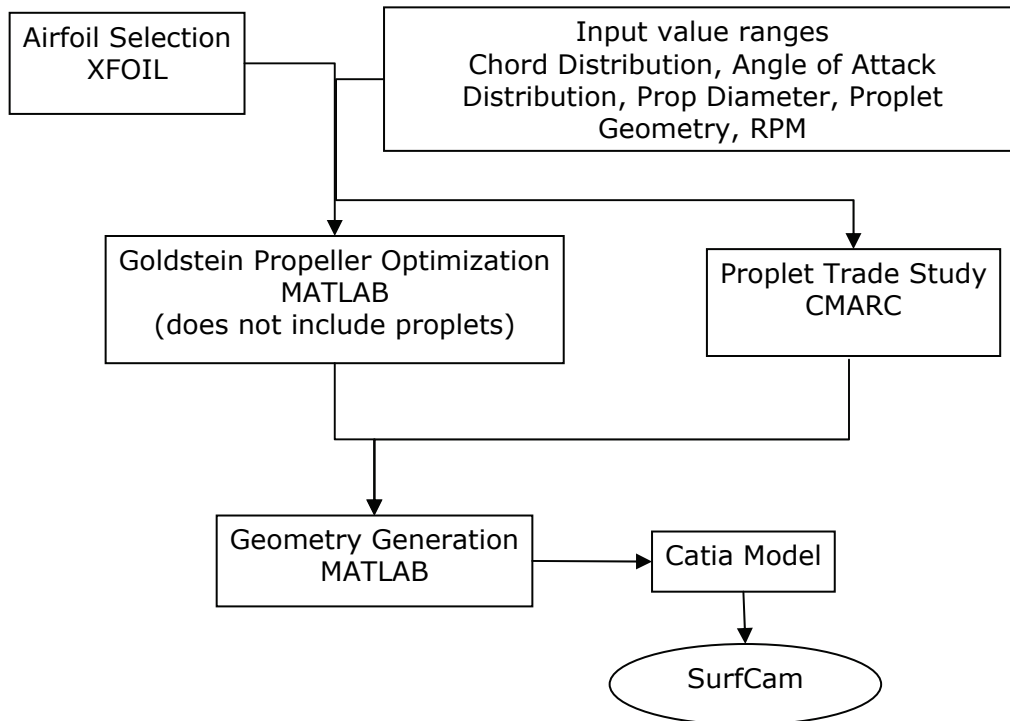 Airfoil Selection
XFOIL
Input value ranges
Chord Distribution, Angle of Attack
Distribution, Prop Diameter, Proplet
Geometry, RPM
Goldstein Propeller Optimization
MATLAB
(does not include proplets)
Proplet Trade Study
CMARC
Geometry Generation
MATLAB
Catia Model
SurfCam